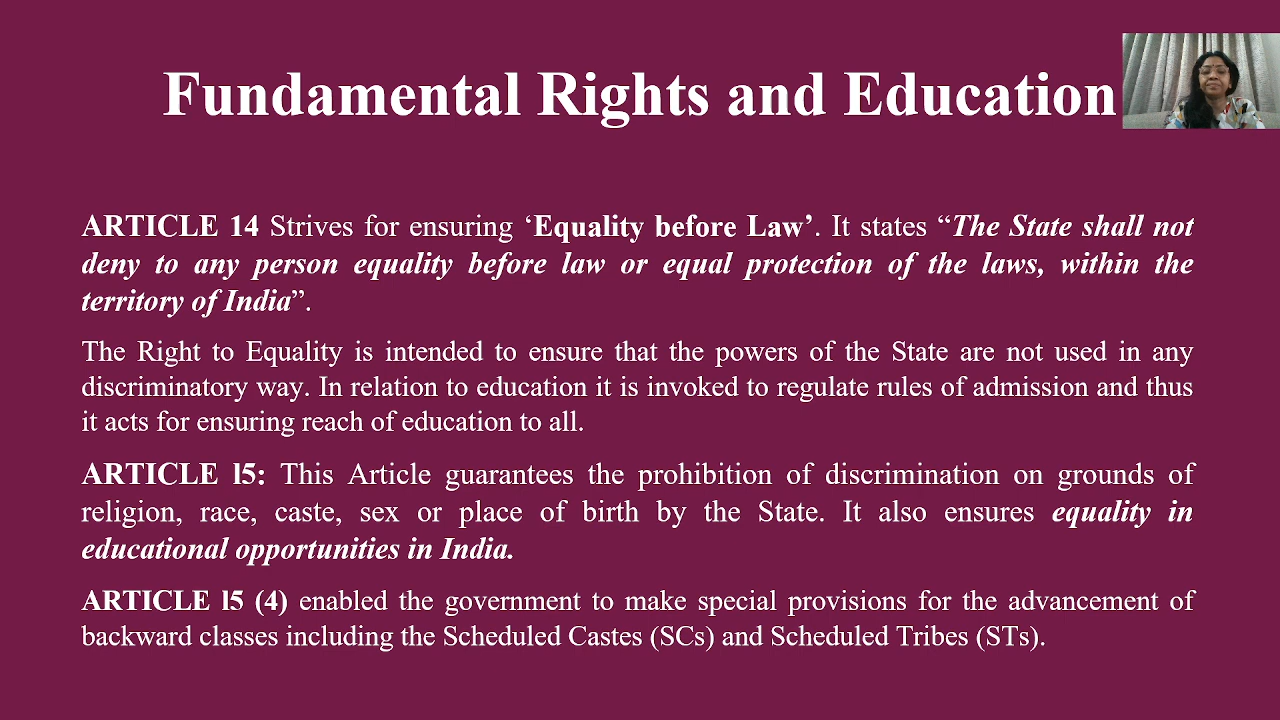 Fundamental Rights and Education
ARTICLE 14 Strives for ensuring ‘Equality before Law’. It states “The State shall not
deny to any person equality before law or equal protection of the laws, within the
territory of India”.
The Right to Equality is intended to ensure that the powers of the State are not used in any
discriminatory way. In relation to education it is invoked to regulate rules of admission and thus
it acts for ensuring reach of education to all.
ARTICLE l5: This Article guarantees the prohibition of discrimination on grounds of
religion, race, caste, sex or place of birth by the State. It also ensures equality in
educational opportunities in India.
ARTICLE l5 (4) enabled the government to make special provisions for the advancement of
backward classes including the Scheduled Castes (SCs) and Scheduled Tribes (STs).